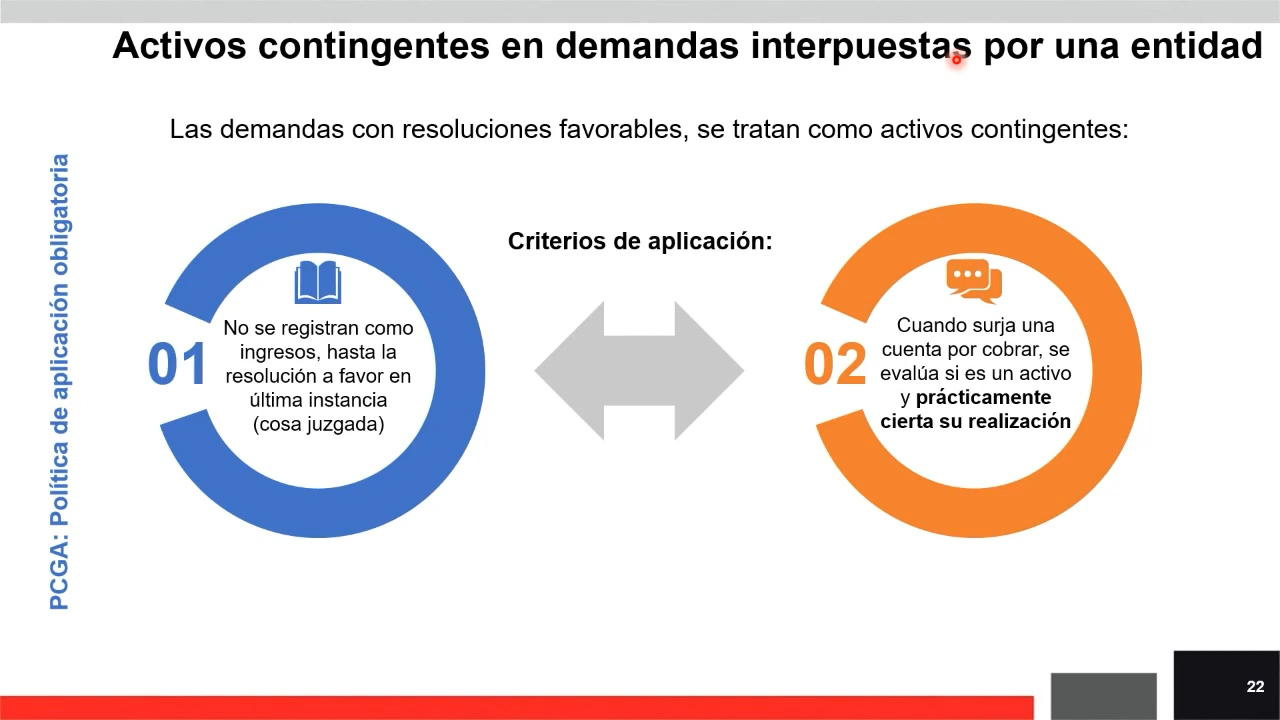 Activos contingentes en demandas interpuestas por una entidad
Las demandas con resoluciones favorables, se tratan como activos contingentes:
PCGA: Política de aplicación obligatoria
Criterios de aplicación:
01
No se registran como
ingresos, hasta la
resolución a favor en
última instancia
(cosa juzgada)
02
Cuando surja una
cuenta por cobrar, se
evalúa si es un activo
y prácticamente
cierta su realización
22